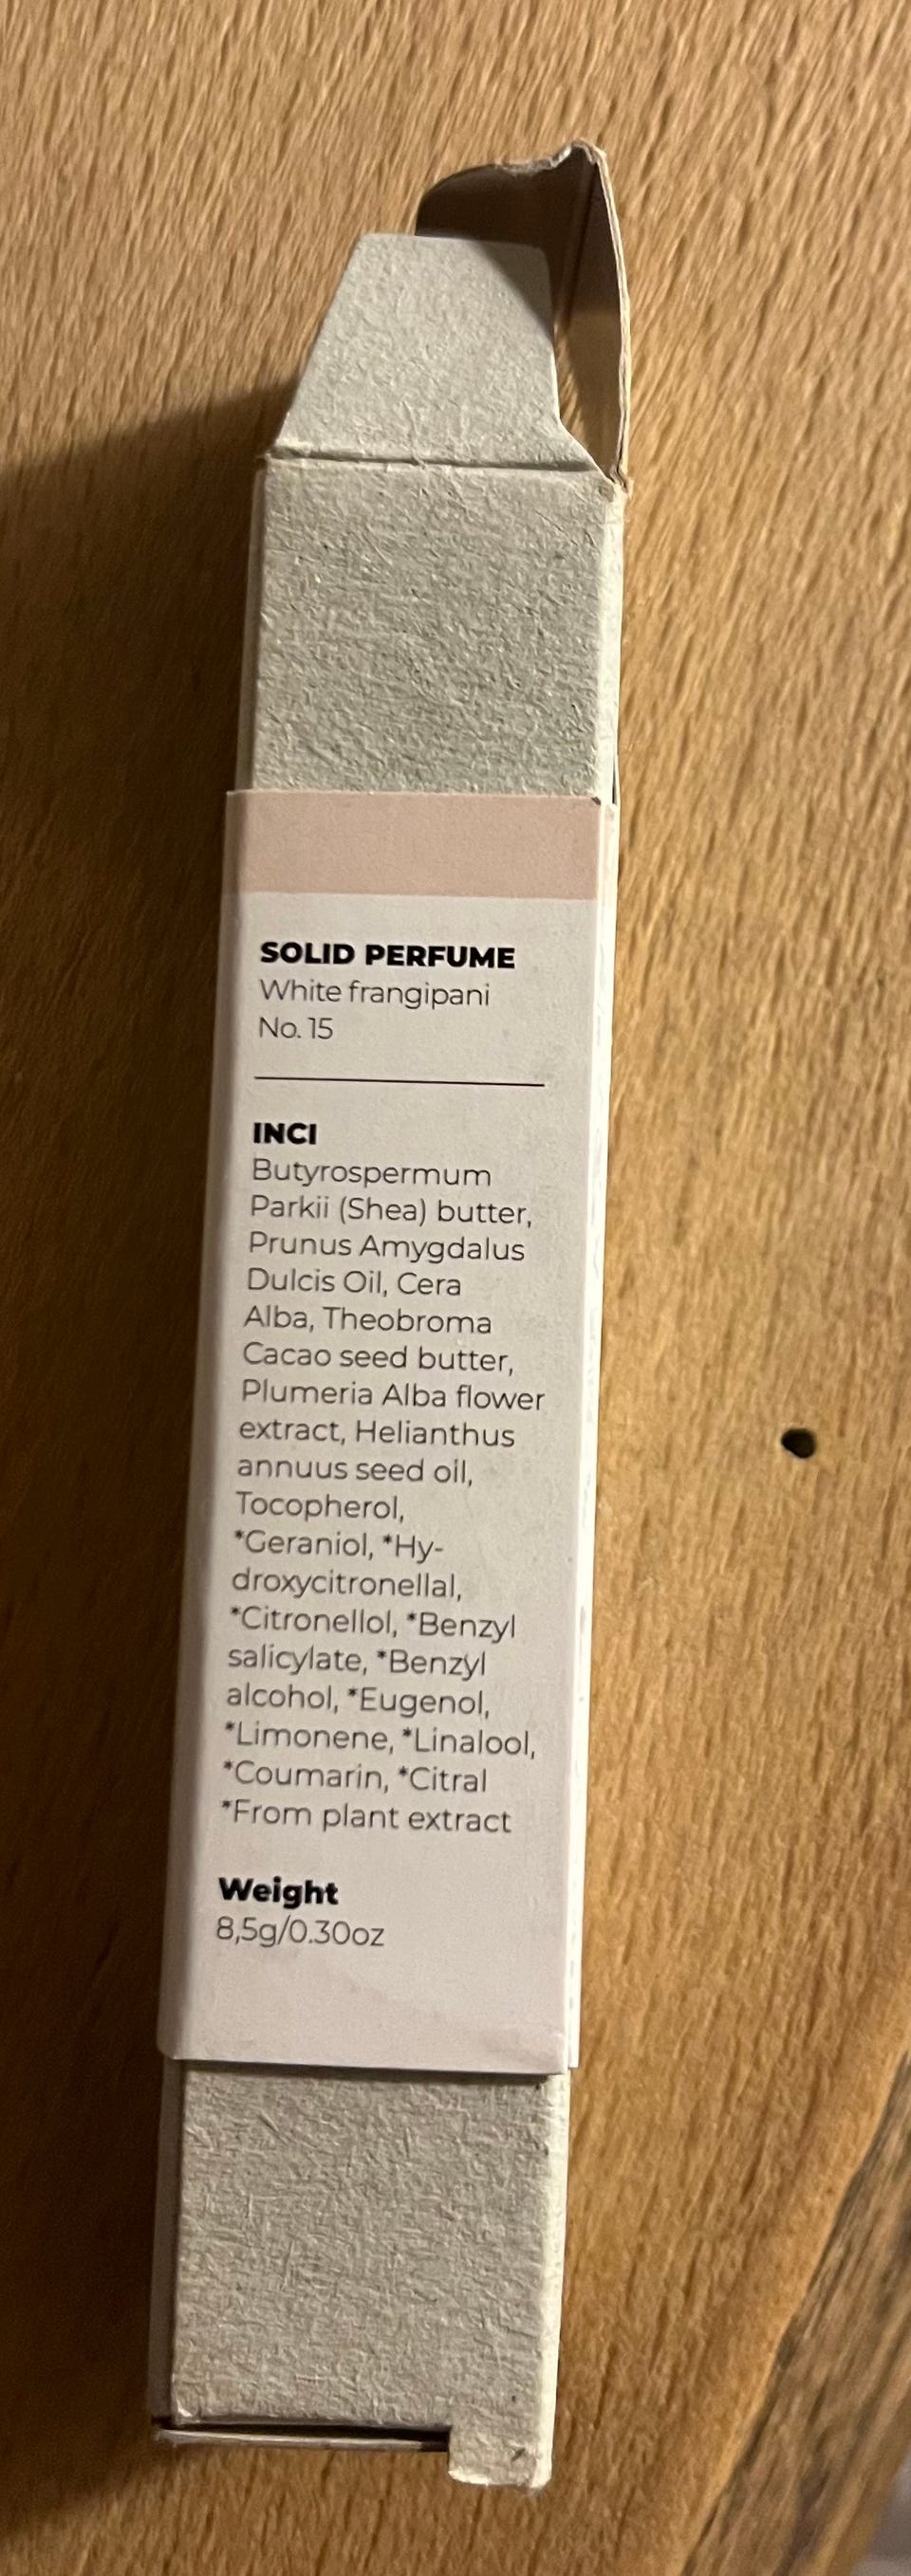 SOLID PERFUME
White frangipani
No. 15
INCI
Butyrospermum
Parkii (Shea) butter,
Prunus Amygdalus
Dulcis Oil, Cera
Alba, Theobroma
Cacao seed butter,
Plumeria Alba flower
extract, Helianthus
annuus seed oil,
Tocopherol,
*Geraniol, *Hy-
droxycitronellal,
*Citronellol, *Benzyl
salicylate, *Benzyl
alcohol, *Eugenol,
*Limonene, *Linalool,
*Coumarin, *Citral
*From plant extract
Weight
8,5g/0.30oz